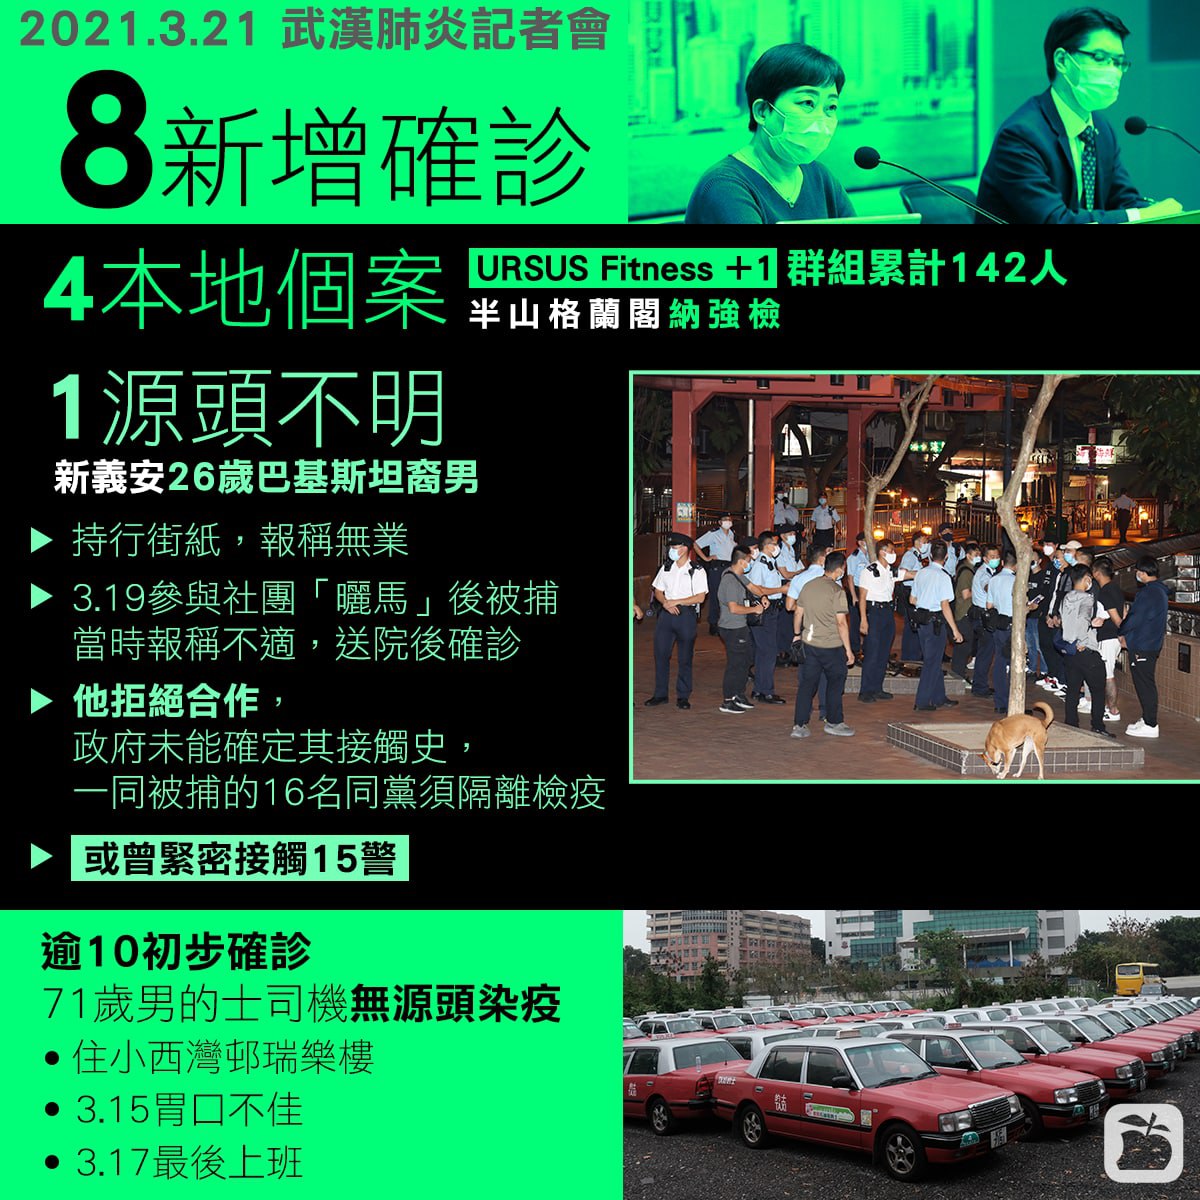 2021.3.21 武漢肺炎記者會
8新增確診
4本地個案
URSUS Fitness +1 群組累計142人
半山格蘭閣納強檢
1源頭不明
新義安26歲巴基斯坦裔男
持行街紙，報稱無業
3.19參與社團「曬馬」後被捕
當時報稱不適，送院後確診
他拒絕合作，
政府未能確定其接觸史，
一同被捕的16名同黨須隔離檢疫
或曾緊密接觸15警
逾10初步確診
71歲男的士司機無源頭染疫
• 住小西灣邨瑞樂樓
• 3.15胃口不佳
• 3.17最後上班
的士
TAXI